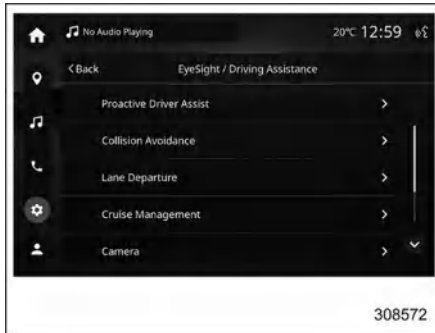 No Audio Playing 20°C 12:59
<Back EyeSight / Driving Assistance
Proactive Driver Assist >
Collision Avoidance >
Lane Departure >
Cruise Management >
Camera >
308572